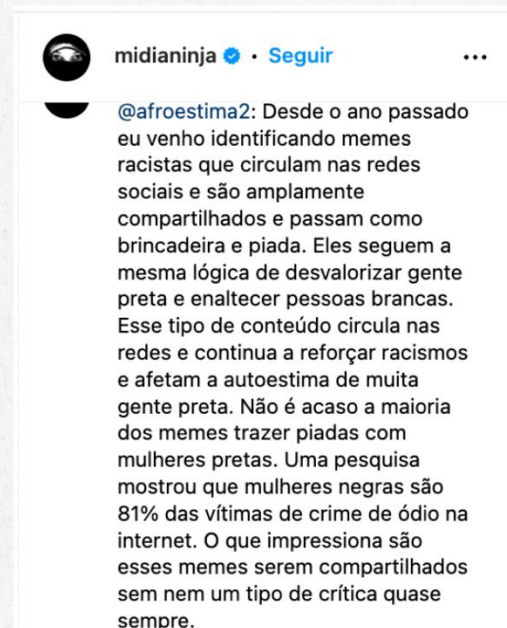 midianinja • Seguir
@afroestima2: Desde o ano passado
eu venho identificando memes
racistas que circulam nas redes
sociais e são amplamente
compartilhados e passam como
brincadeira e piada. Eles seguem a
mesma lógica de desvalorizar gente
preta e enaltecer pessoas brancas.
Esse tipo de conteúdo circula nas
redes e continua a reforçar racismos
e afetam a autoestima de muita
gente preta. Não é acaso a maioria
dos memes trazer piadas com
mulheres pretas. Uma pesquisa
mostrou que mulheres negras são
81% das vítimas de crime de ódio na
internet. O que impressiona são
esses memes serem compartilhados
sem nem um tipo de crítica quase
sempre.